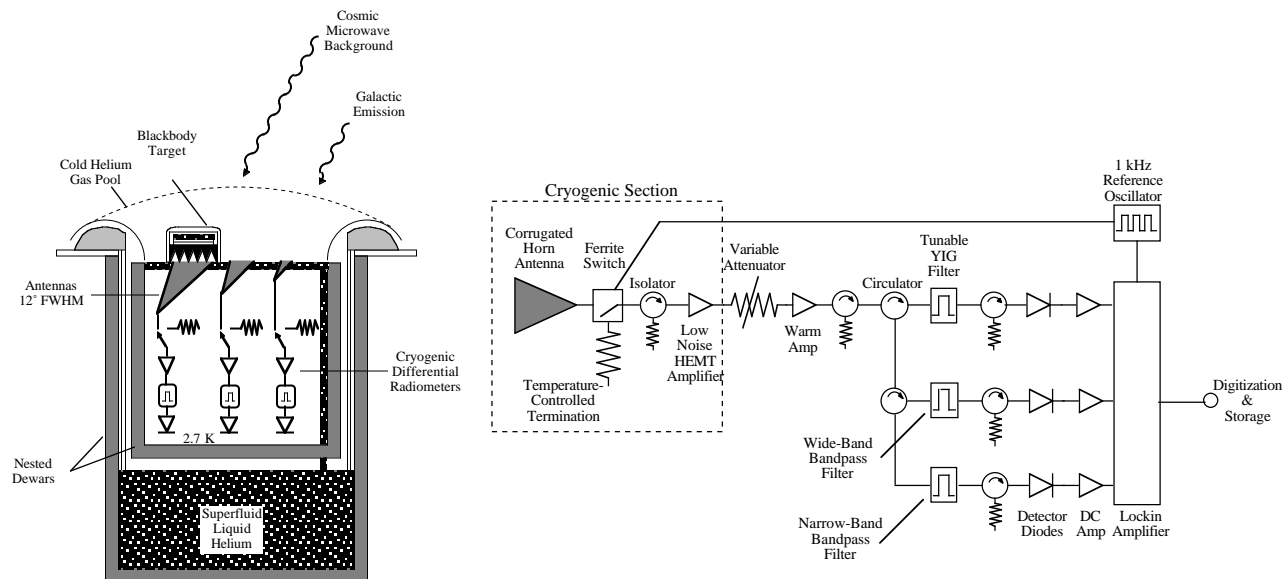 Cosmic
Microwave
Background
Galactic
Emission
Blackbody
Target
Cold Helium
Gas Pool
Antennas
12˚ FWHM
Cryogenic
Differential
Radiometers
2.7 K
Nested
Dewars
Superfluid
Liquid
Helium
Cryogenic Section
1 kHz
Reference
Oscillator
Corrugated
Horn
Antenna
Ferrite
Switch
Isolator
Variable
Attenuator
Circulator
Tunable
YIG
Filter
Low
Noise
HEMT
Amplifier
Warm
Amp
Temperature-
Controlled
Termination
Wide-Band
Bandpass
Filter
Digitization
&
Storage
Narrow-Band
Bandpass
Filter
Detector
Diodes
DC
Amp
Lockin
Amplifier